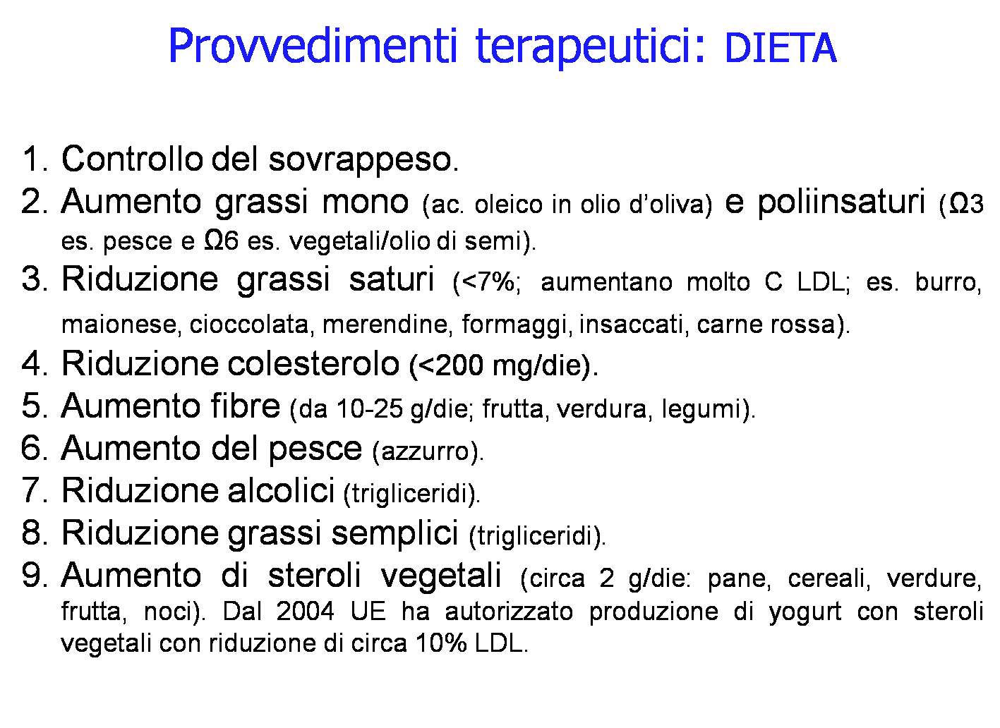 Provvedimenti terapeutici: DIETA
1. Controllo del sovrappeso.
2. Aumento grassi mono (ac. oleico in olio d’oliva) e poliinsaturi (Ω3
es. pesce e Ω6 es. vegetali/olio di semi).
3. Riduzione grassi saturi (<7%; aumentano molto C LDL; es. burro,
maionese, cioccolata, merendine, formaggi, insaccati, carne rossa).
4. Riduzione colesterolo (<200 mg/die).
5. Aumento fibre (da 10-25 g/die; frutta, verdura, legumi).
6. Aumento del pesce (azzurro).
7. Riduzione alcolici (trigliceridi).
8. Riduzione grassi semplici (trigliceridi).
9. Aumento di steroli vegetali (circa 2 g/die: pane, cereali, verdure,
frutta, noci). Dal 2004 UE ha autorizzato produzione di yogurt con steroli
vegetali con riduzione di circa 10% LDL.